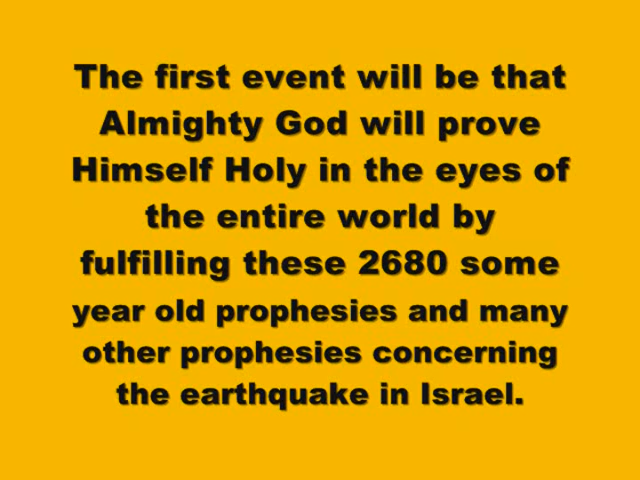 The first event will be that
Almighty God will prove
Himself Holy in the eyes of
the entire world by
fulfilling these 2680 some
year old prophesies and many
other prophesies concerning
the earthquake in Israel.